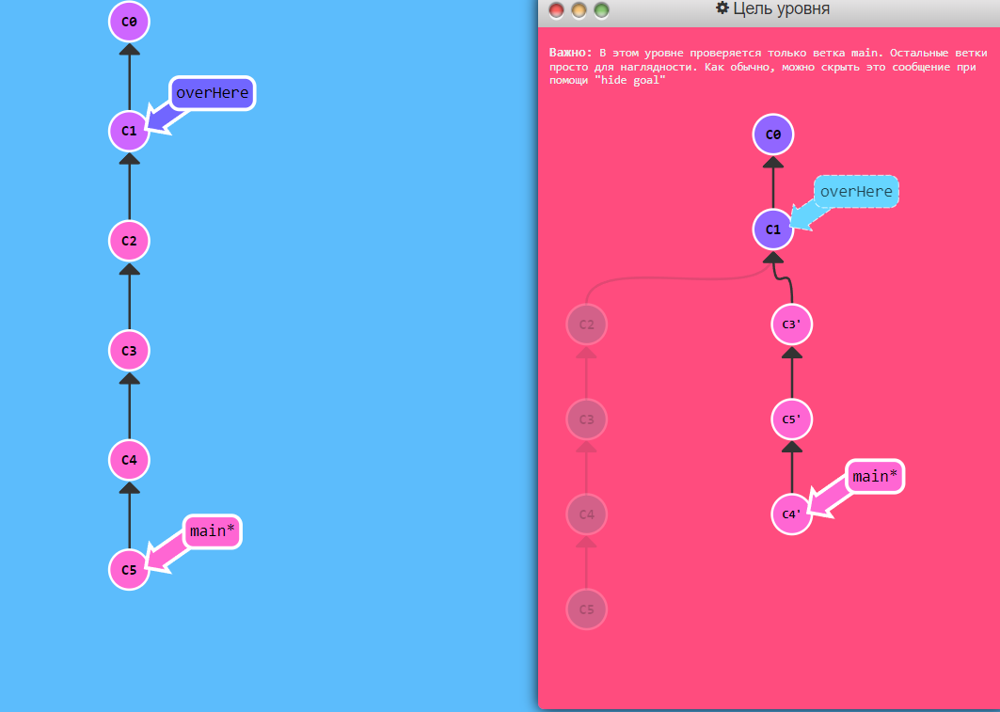 C0
overHere
C1
C2
C3
C4
main*
C5
Цель уровня
Важно: В этом уровне проверяется только ветка main. Остальные ветки
просто для наглядности. Как обычно, можно скрыть это сообщение при
помощи "hide goal"
C0
overHere
C1
C2
C3'
C3
C5'
main*
C4
C4'
C5